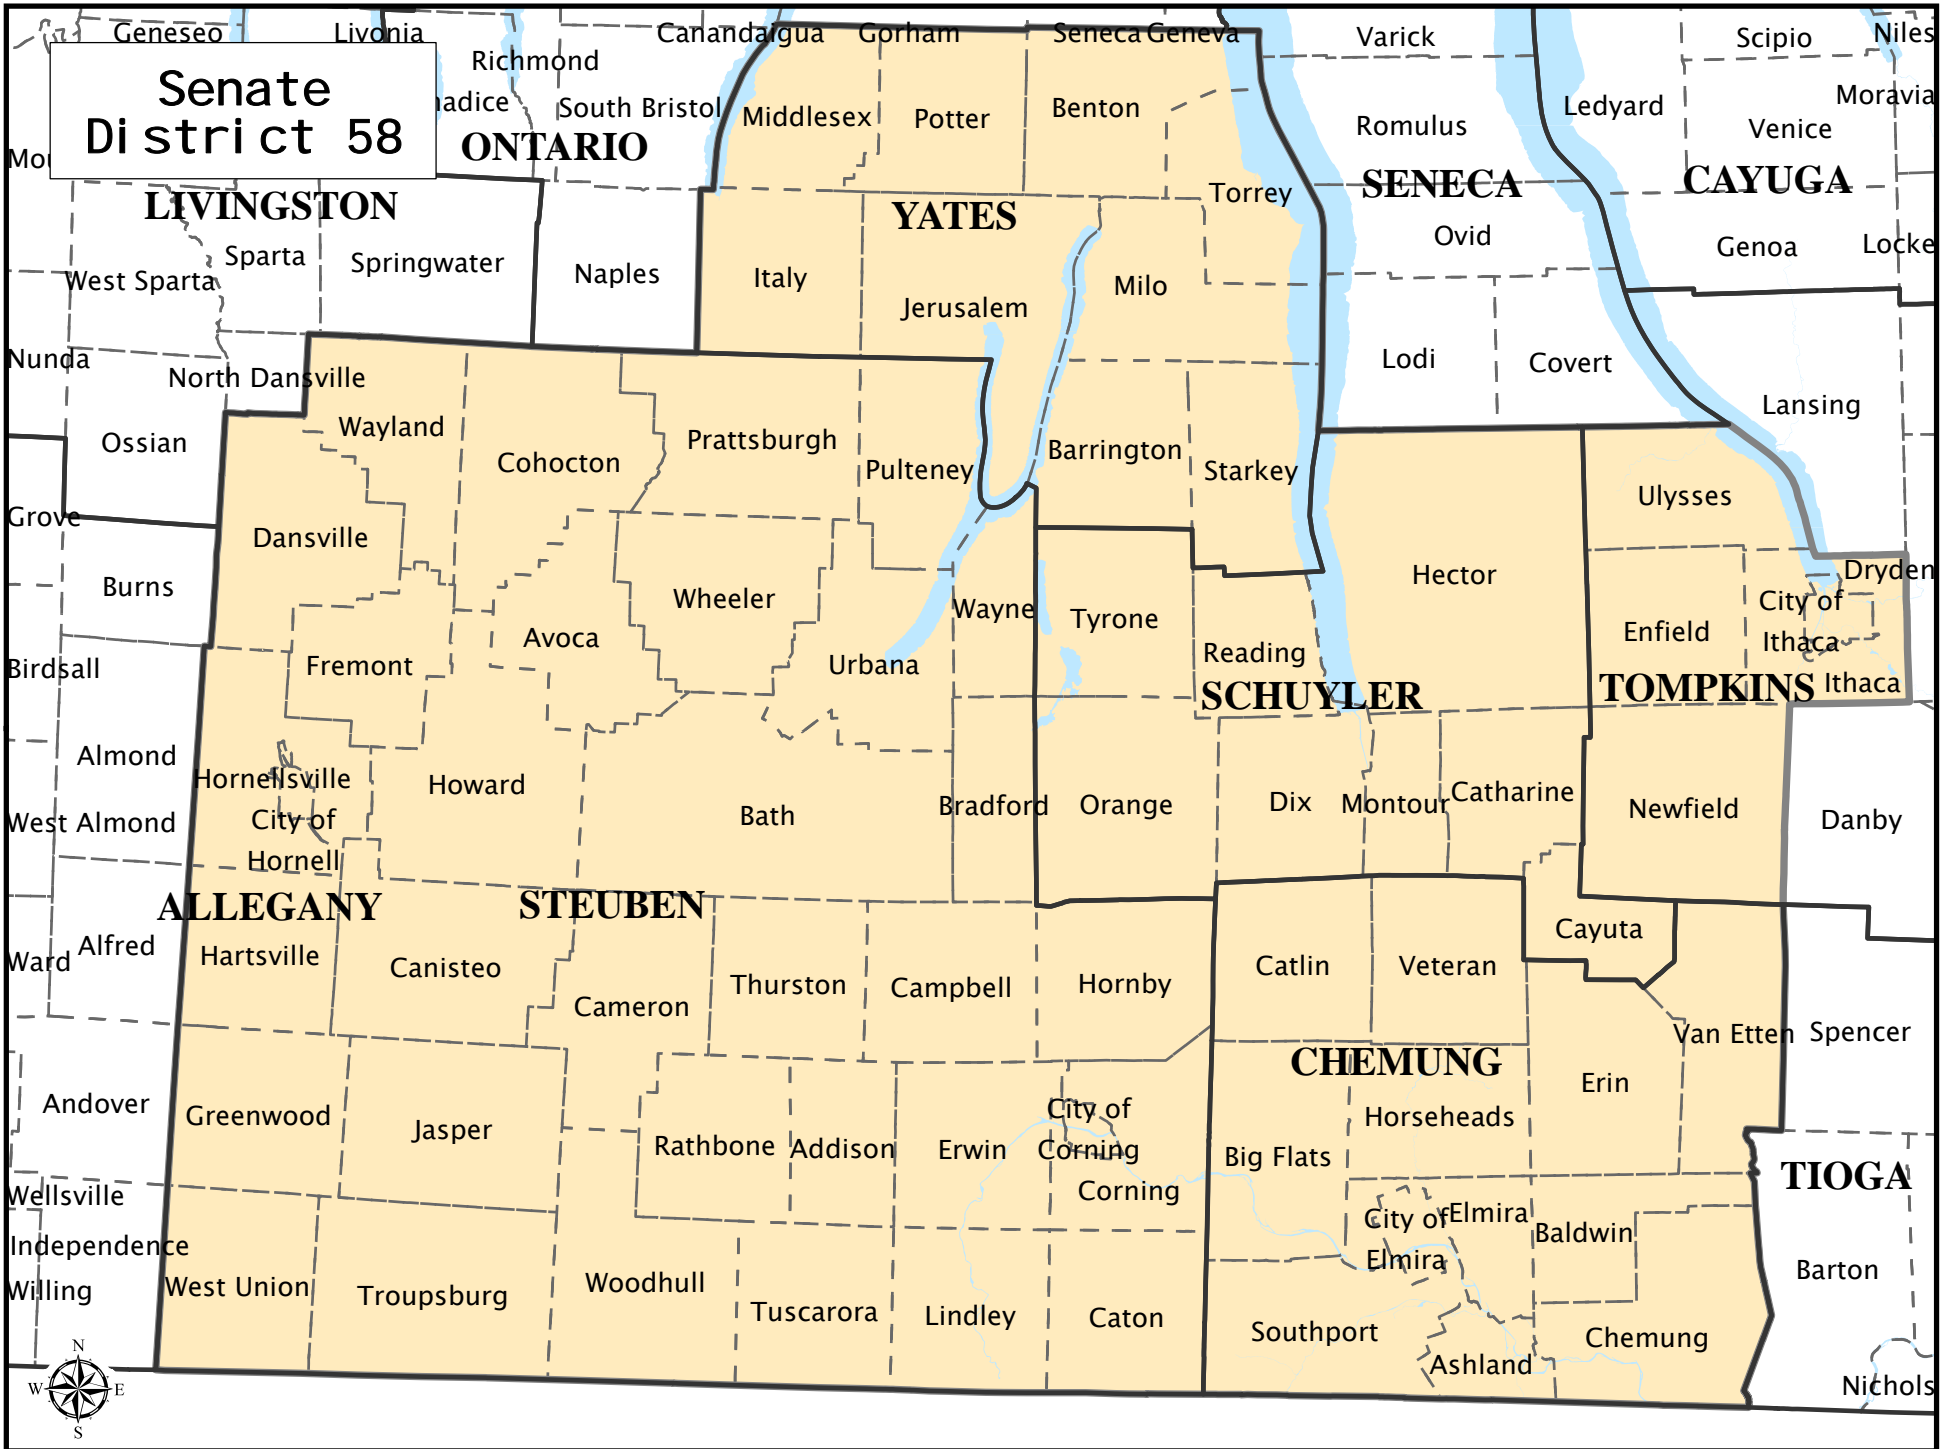 Geneseo
Livonia
Canandaigua
Gorham
Seneca
Geneva
Varick
Scipio
Niles
Senate
District 58
Richmond
South Bristol
ONTARIO
Middlesex
Potter
Benton
Romulus
Ledyard
Moravia
Venice
LIVINGSTON
YATES
Torrey
SENECA
CAYUGA
Sparta
Springwater
Naples
West Sparta
Italy
Jerusalem
Milo
Ovid
Genoa
Locke
Nunda
North Dansville
Lodi
Covert
Lansing
Ossian
Wayland
Cohocton
Prattsburgh
Pulteney
Barrington
Starkey
Ulysses
Grove
Dansville
Burns
Wheeler
Wayne
Tyrone
Hector
Dryden
City of
Ithaca
Enfield
Birdsall
Fremont
Avoca
Urbana
Reading
SCHUYLER
TOMPKINS
Ithaca
Almond
Hornellsville
Howard
West Almond
City of
Hornell
Bath
Bradford
Orange
Dix
Montour
Catharine
Newfield
Danby
ALLEGANY
STEUBEN
Cayuta
Ward
Alfred
Hartsville
Canisteo
Cameron
Thurston
Campbell
Hornby
Catlin
Veteran
Van Etten
Spencer
CHEMUNG
Erin
Andover
Greenwood
Jasper
Rathbone
Addison
Erwin
City of
Corning
Corning
Big Flats
Horseheads
TIOGA
Wellsville
Independence
Willing
West Union
Troupsburg
Woodhull
Tuscarora
Lindley
Caton
City of
Elmira
Elmira
Baldwin
Barton
Southport
Ashland
Chemung
Nichols
N
W
E
S